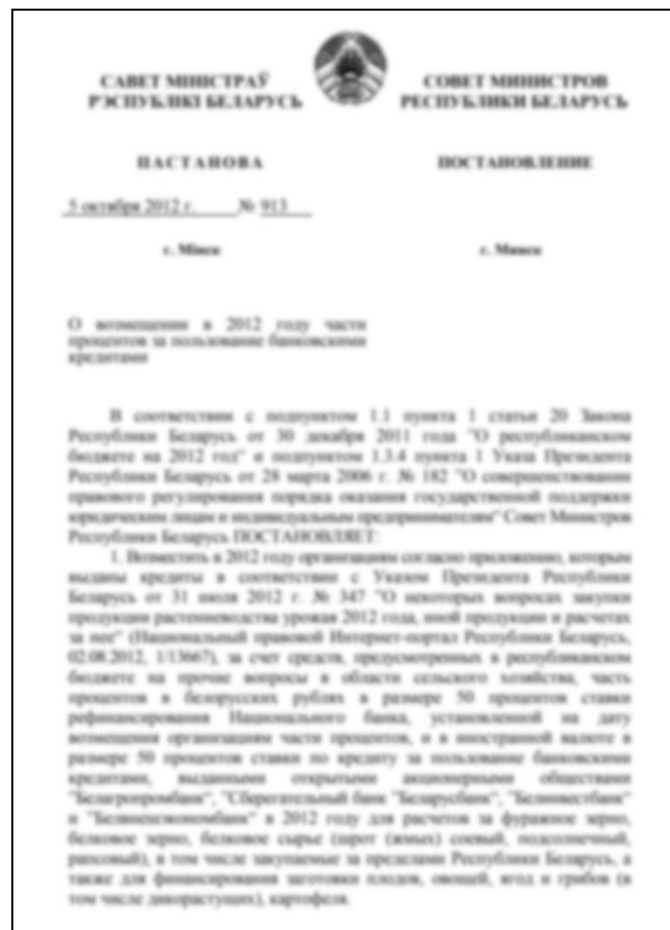 САВЕТ МІНІСТРАЎ
РЭСПУБЛІКІ БЕЛАРУСЬ
СОВЕТ МИНИСТРОВ
РЕСПУБЛИКИ БЕЛАРУСЬ
ПАСТАНОВА
ПОСТАНОВЛЕНИЕ
5 октября 2012 г. № 913
г. Мінск
г. Минск
О возмещении в 2012 году части
процентов за пользование банковскими
кредитами
В соответствии с подпунктом 1.1 пункта 1 статьи 20 Закона
Республики Беларусь от 30 декабря 2011 года "О республиканском
бюджете на 2012 год" и подпунктом 1.3.4 пункта 1 Указа Президента
Республики Беларусь от 28 марта 2006 г. № 182 "О совершенствовании
правового регулирования порядка оказания государственной поддержки
юридическим лицам и индивидуальным предпринимателям" Совет Министров
Республики Беларусь ПОСТАНОВЛЯЕТ:
1. Возместить в 2012 году организациям согласно приложению, которым
выданы кредиты в соответствии с Указом Президента Республики
Беларусь от 31 июля 2012 г. № 347 "О некоторых вопросах закупки
продукции растениеводства урожая 2012 года, иной продукции и расчетах
за нее" (Национальный правовой Интернет-портал Республики Беларусь,
02.08.2012, 1/13667), за счет средств, предусмотренных в республиканском
бюджете на прочие вопросы в области сельского хозяйства, часть
процентов в белорусских рублях в размере 50 процентов ставки
рефинансирования Национального банка, установленной на дату
возмещения организациям части процентов, и в иностранной валюте в
размере 50 процентов ставки по кредиту за пользование банковскими
кредитами, выданными открытыми акционерными обществами
"Белагропромбанк", "Сберегательный банк "Беларусбанк", "Белинвестбанк"
и "Белвнешэкономбанк" в 2012 году для расчетов за фуражное зерно,
белковое зерно, белковое сырье (шрот (жмых) соевый, подсолнечный,
рапсовый), в том числе закупаемые за пределами Республики Беларусь, а
также для финансирования заготовки плодов, овощей, ягод и грибов (в
том числе дикорастущих), картофеля.